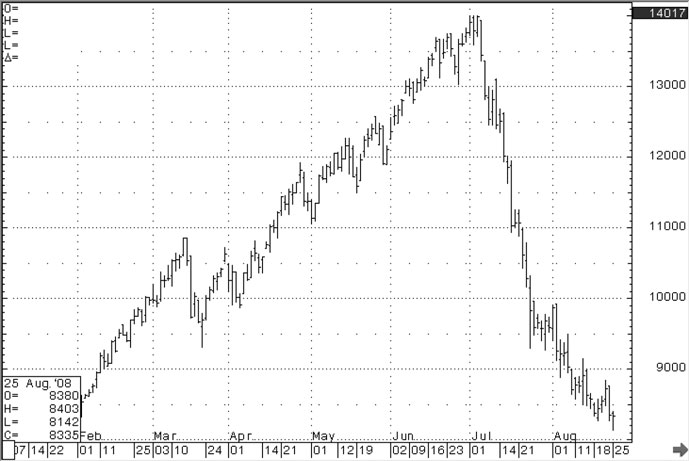 O=
H=
L=
L=
Δ=
14017
13000
12000
11000
10000
9000
25 Aug.'08
O= 8380
H= 8403
L= 8142
C= 8335
Feb Mar Apr May Jun Jul Aug
07 14 22 01 11 25 03 10 24 01 14 21 01 12 19 02 09 16 23 01 14 21 01 11 18 25